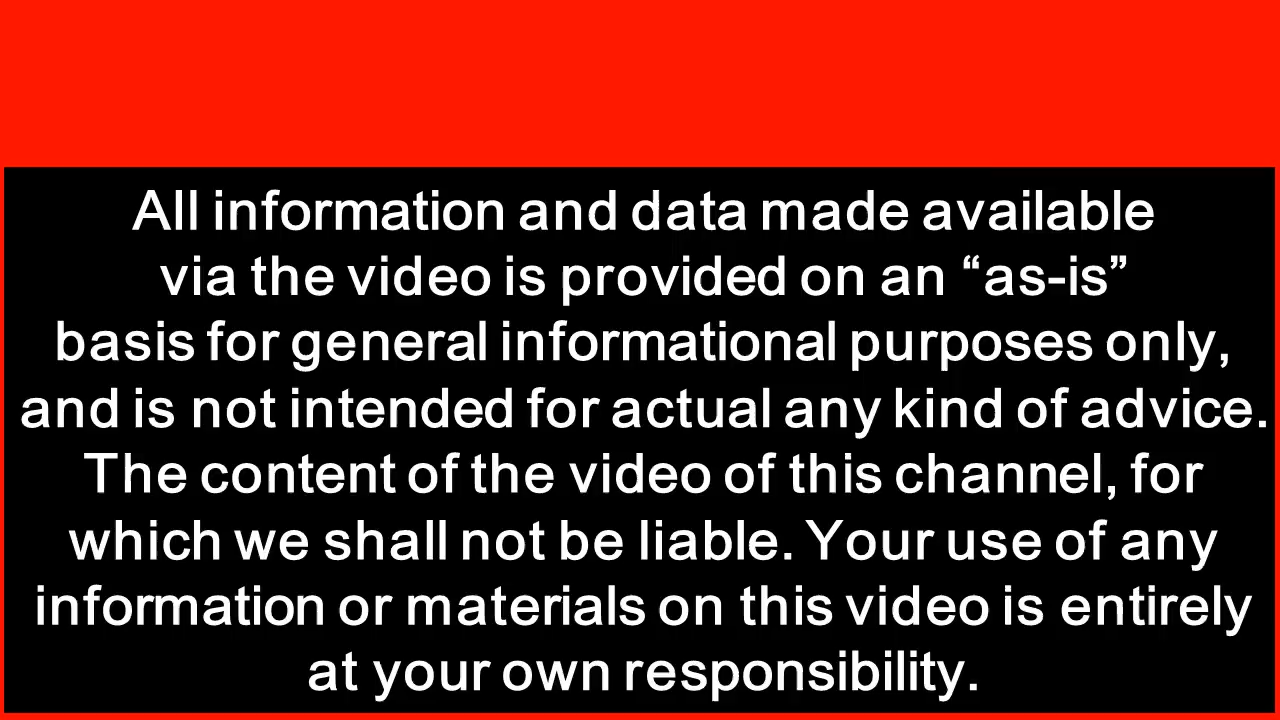 All information and data made available
via the video is provided on an “as-is”
basis for general informational purposes only,
and is not intended for actual any kind of advice.
The content of the video of this channel, for
which we shall not be liable. Your use of any
information or materials on this video is entirely
at your own responsibility.